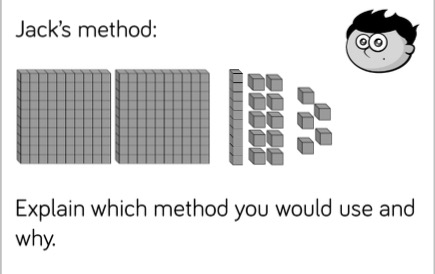 Jack's method:
Explain which method you would use and
why.